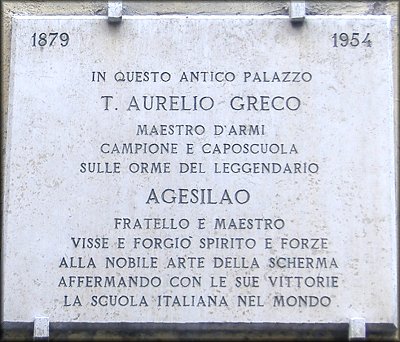 1879 1954
IN QUESTO ANTICO PALAZZO
T. AURELIO GRECO
MAESTRO D'ARMI
CAMPIONE E CAPOSCUOLA
SULLE ORME DEL LEGGENDARIO
AGESILAO
FRATELLO E MAESTRO
VISSE E FORGIÒ SPIRITO E FORZE
ALLA NOBILE ARTE DELLA SCHERMA
AFFERMANDO CON LE SUE VITTORIE
LA SCUOLA ITALIANA NEL MONDO